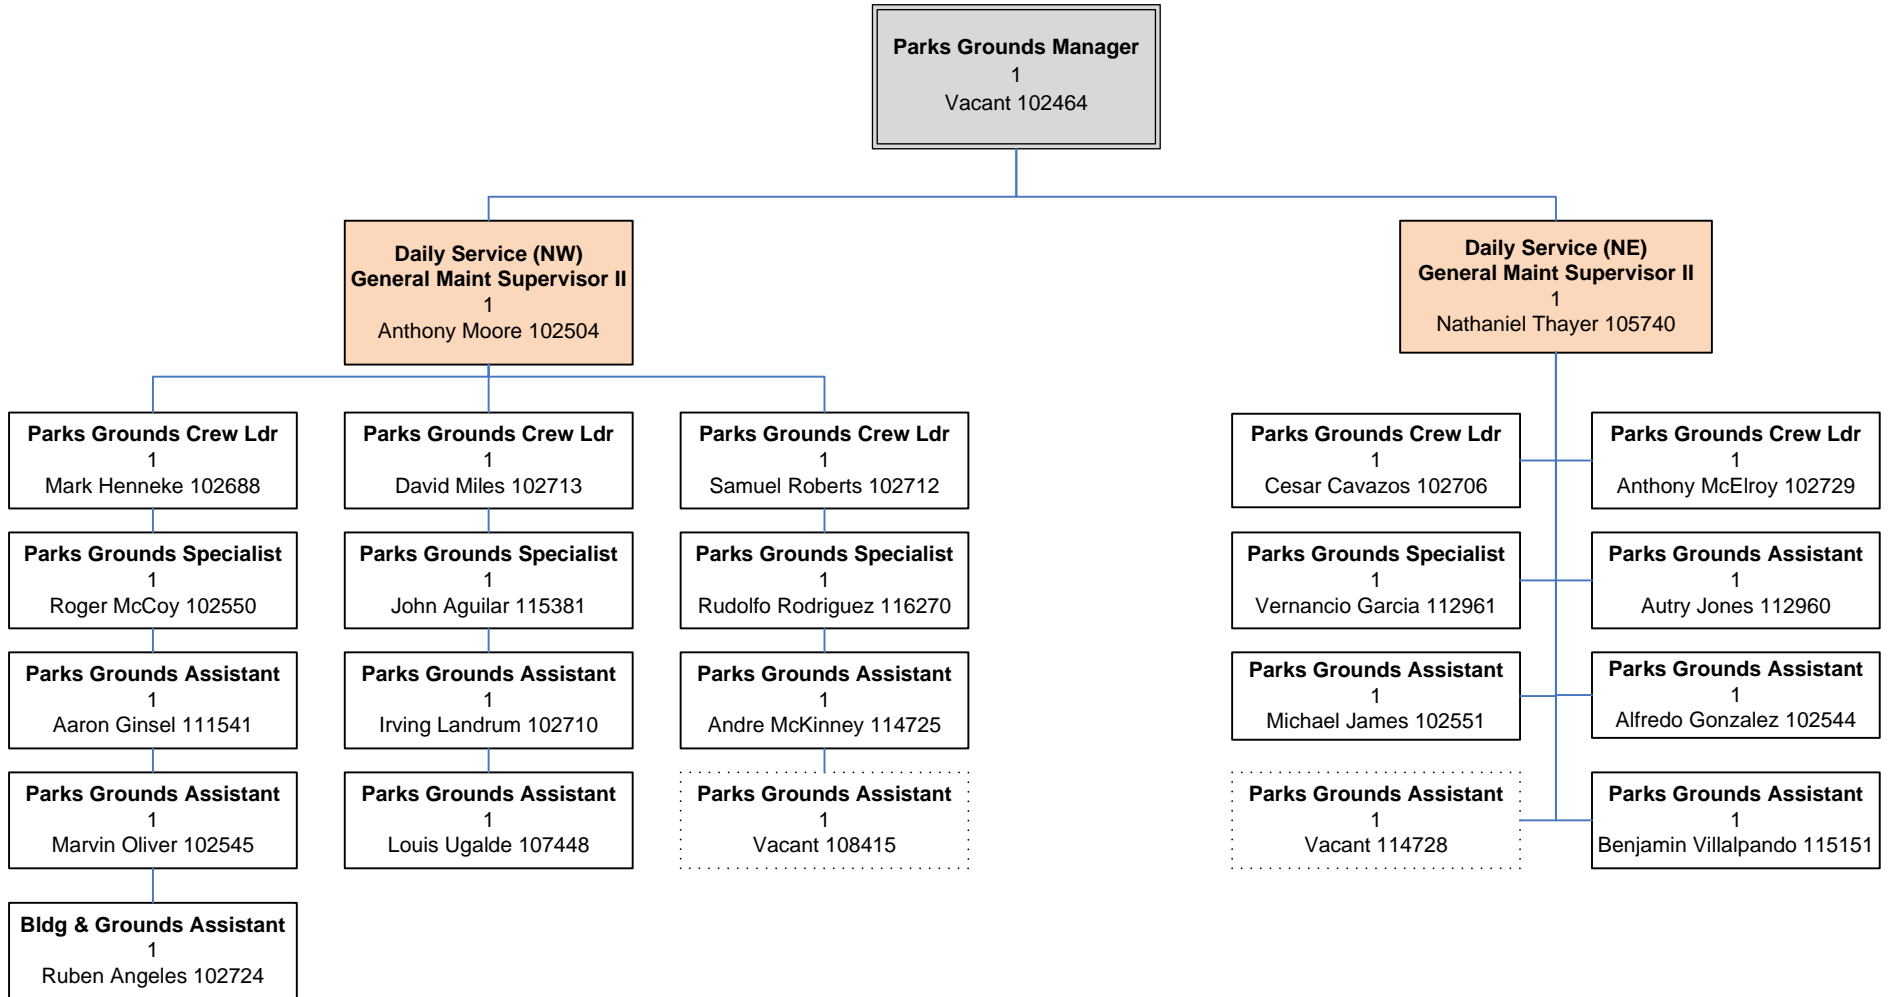 Parks Grounds Manager
1
Vacant 102464
Daily Service (NW)
General Maint Supervisor II
1
Anthony Moore 102504
Daily Service (NE)
General Maint Supervisor II
1
Nathaniel Thayer 105740
Parks Grounds Crew Ldr
1
Mark Henneke 102688
Parks Grounds Crew Ldr
1
David Miles 102713
Parks Grounds Crew Ldr
1
Samuel Roberts 102712
Parks Grounds Crew Ldr
1
Cesar Cavazos 102706
Parks Grounds Crew Ldr
1
Anthony McElroy 102729
Parks Grounds Specialist
1
Roger McCoy 102550
Parks Grounds Specialist
1
John Aguilar 115381
Parks Grounds Specialist
1
Rudolfo Rodriguez 116270
Parks Grounds Specialist
1
Vernancio Garcia 112961
Parks Grounds Assistant
1
Autry Jones 112960
Parks Grounds Assistant
1
Aaron Ginsel 111541
Parks Grounds Assistant
1
Irving Landrum 102710
Parks Grounds Assistant
1
Andre McKinney 114725
Parks Grounds Assistant
1
Michael James 102551
Parks Grounds Assistant
1
Alfredo Gonzalez 102544
Parks Grounds Assistant
1
Marvin Oliver 102545
Parks Grounds Assistant
1
Louis Ugalde 107448
Parks Grounds Assistant
1
Vacant 108415
Parks Grounds Assistant
1
Vacant 114728
Parks Grounds Assistant
1
Benjamin Villalpando 115151
Bldg & Grounds Assistant
1
Ruben Angeles 102724